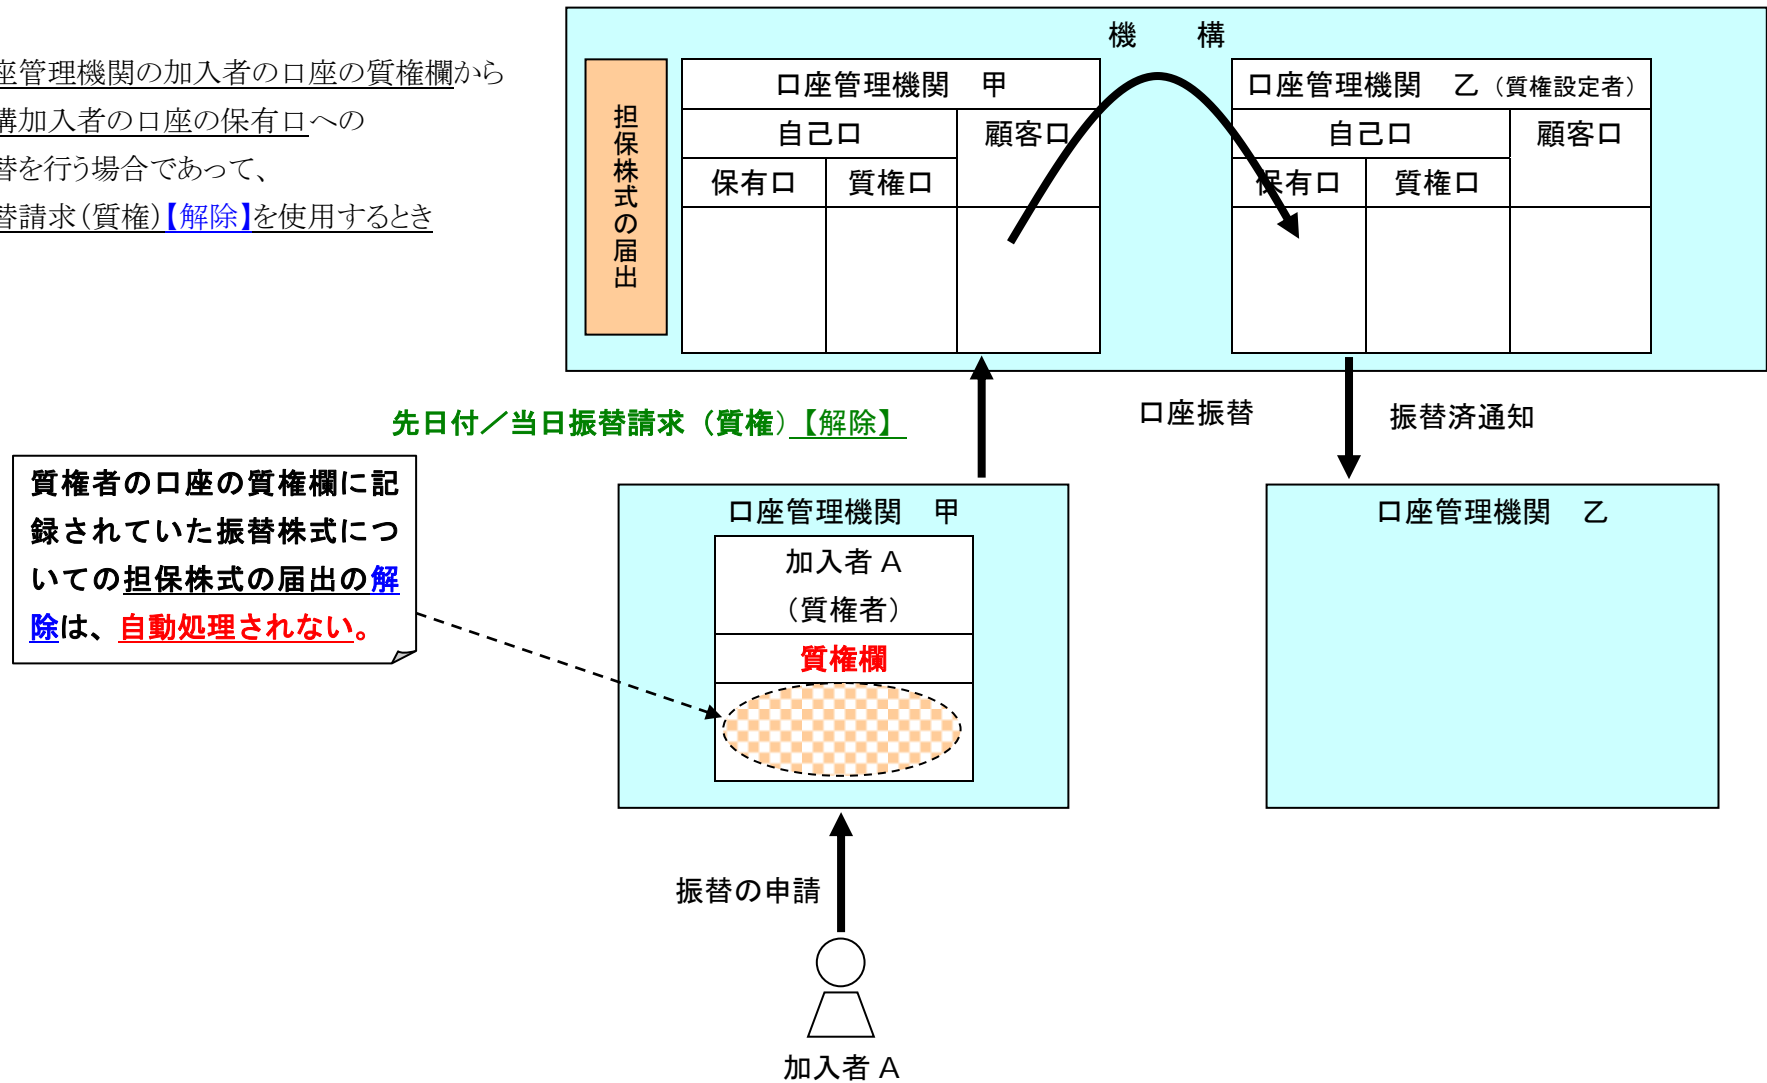 座管理機関の加入者の口座の質権欄から
構加入者の口座の保有口への
替を行う場合であって、
替請求（質権）【解除】を使用するとき
機　構
担保株式の届出
口座管理機関　甲
自己口
顧客口
保有口
質権口
口座管理機関　乙（質権設定者）
自己口
顧客口
保有口
質権口
先日付／当日振替請求（質権）【解除】
口座振替
振替済通知
質権者の口座の質権欄に記
録されていた振替株式につ
いての担保株式の届出の解
除は、自動処理されない。
口座管理機関　甲
加入者 A
（質権者）
質権欄
口座管理機関　乙
振替の申請
加入者 A